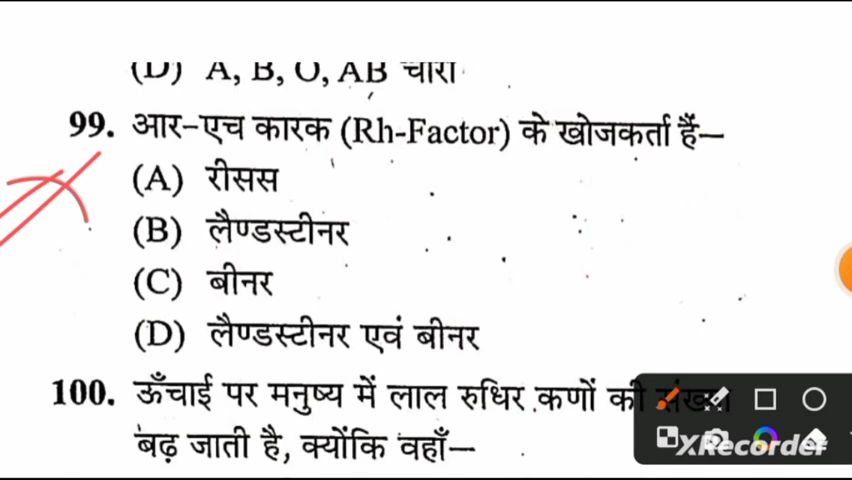 (D) A, B, O, AB चारों
99. आर-एच कारक (Rh-Factor) के खोजकर्ता हैं—
(A) रीसस
(B) लैण्डस्टीनर
(C) बीनर
(D) लैण्डस्टीनर एवं बीनर
100. ऊँचाई पर मनुष्य में लाल रुधिर कणों की संख्या
बढ़ जाती है, क्योंकि वहाँ—
XRecorder